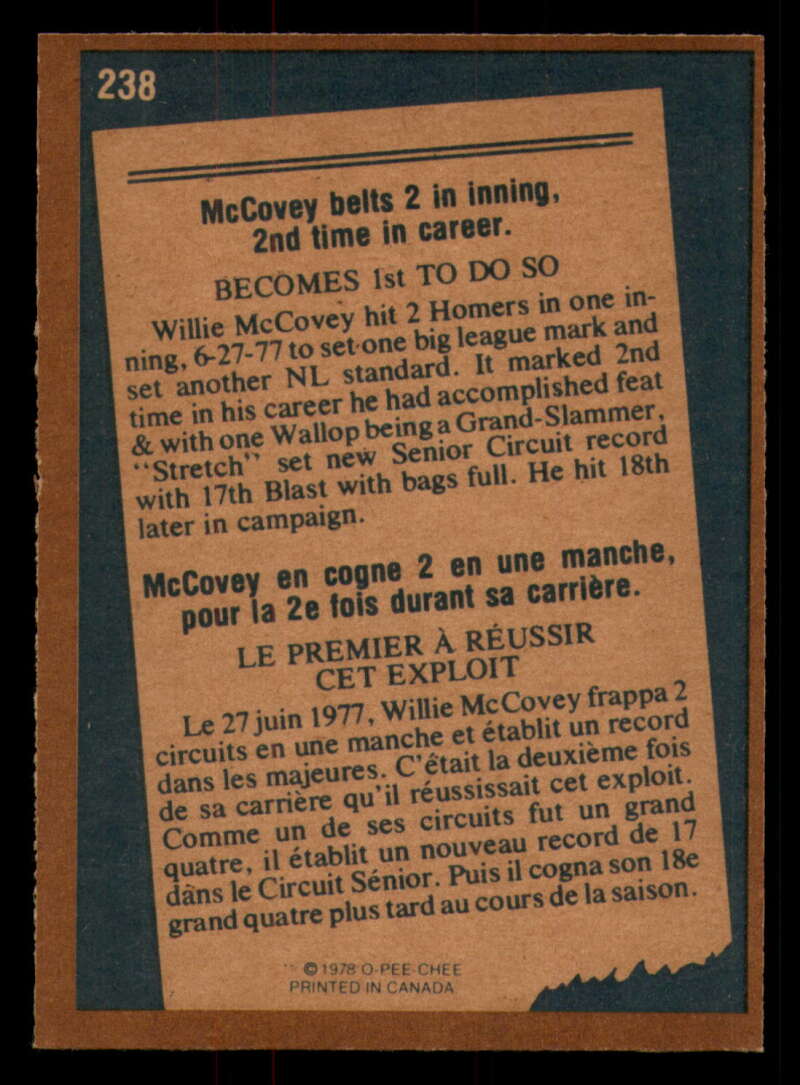 238
McCovey belts 2 in inning,
2nd time in career.
BECOMES 1st TO DO SO
Willie McCovey hit 2 Homers in one in-
ning, 6-27-77 to set one big league mark and
set another NL standard. It marked 2nd
time in his career he had accomplished feat
& with one Wallop being a Grand-Slammer,
"Stretch" set new Senior Circuit record
with 17th Blast with bags full. He hit 18th
later in campaign.
McCovey en cogne 2 en une manche,
pour la 2e fois durant sa carrière.
LE PREMIER À RÉUSSIR
CET EXPLOIT
Le 27 juin 1977, Willie McCovey frappa 2
circuits en une manche et établit un record
dans les majeures. C'était la deuxième fois
de sa carrière qu'il réussissait cet exploit.
Comme un de ses circuits fut un grand
quatre, il établit un nouveau record de 17
dans le Circuit Sénior. Puis il cogna son 18e
grand quatre plus tard au cours de la saison.
© 1978 O-PEE-CHEE
PRINTED IN CANADA